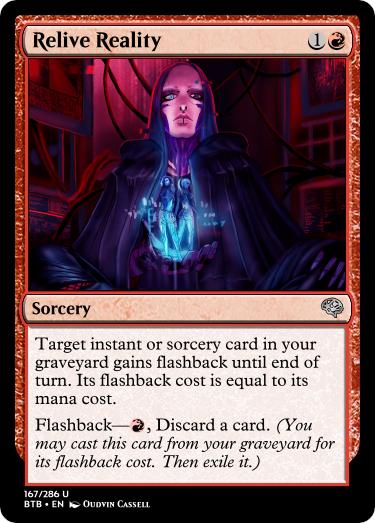 Relive Reality 1
Sorcery
Target instant or sorcery card in your
graveyard gains flashback until end of
turn. Its flashback cost is equal to its
mana cost.
Flashback—, Discard a card. (You
may cast this card from your graveyard for
its flashback cost. Then exile it.)
167/286 U
BTB • EN Oudvin Cassell